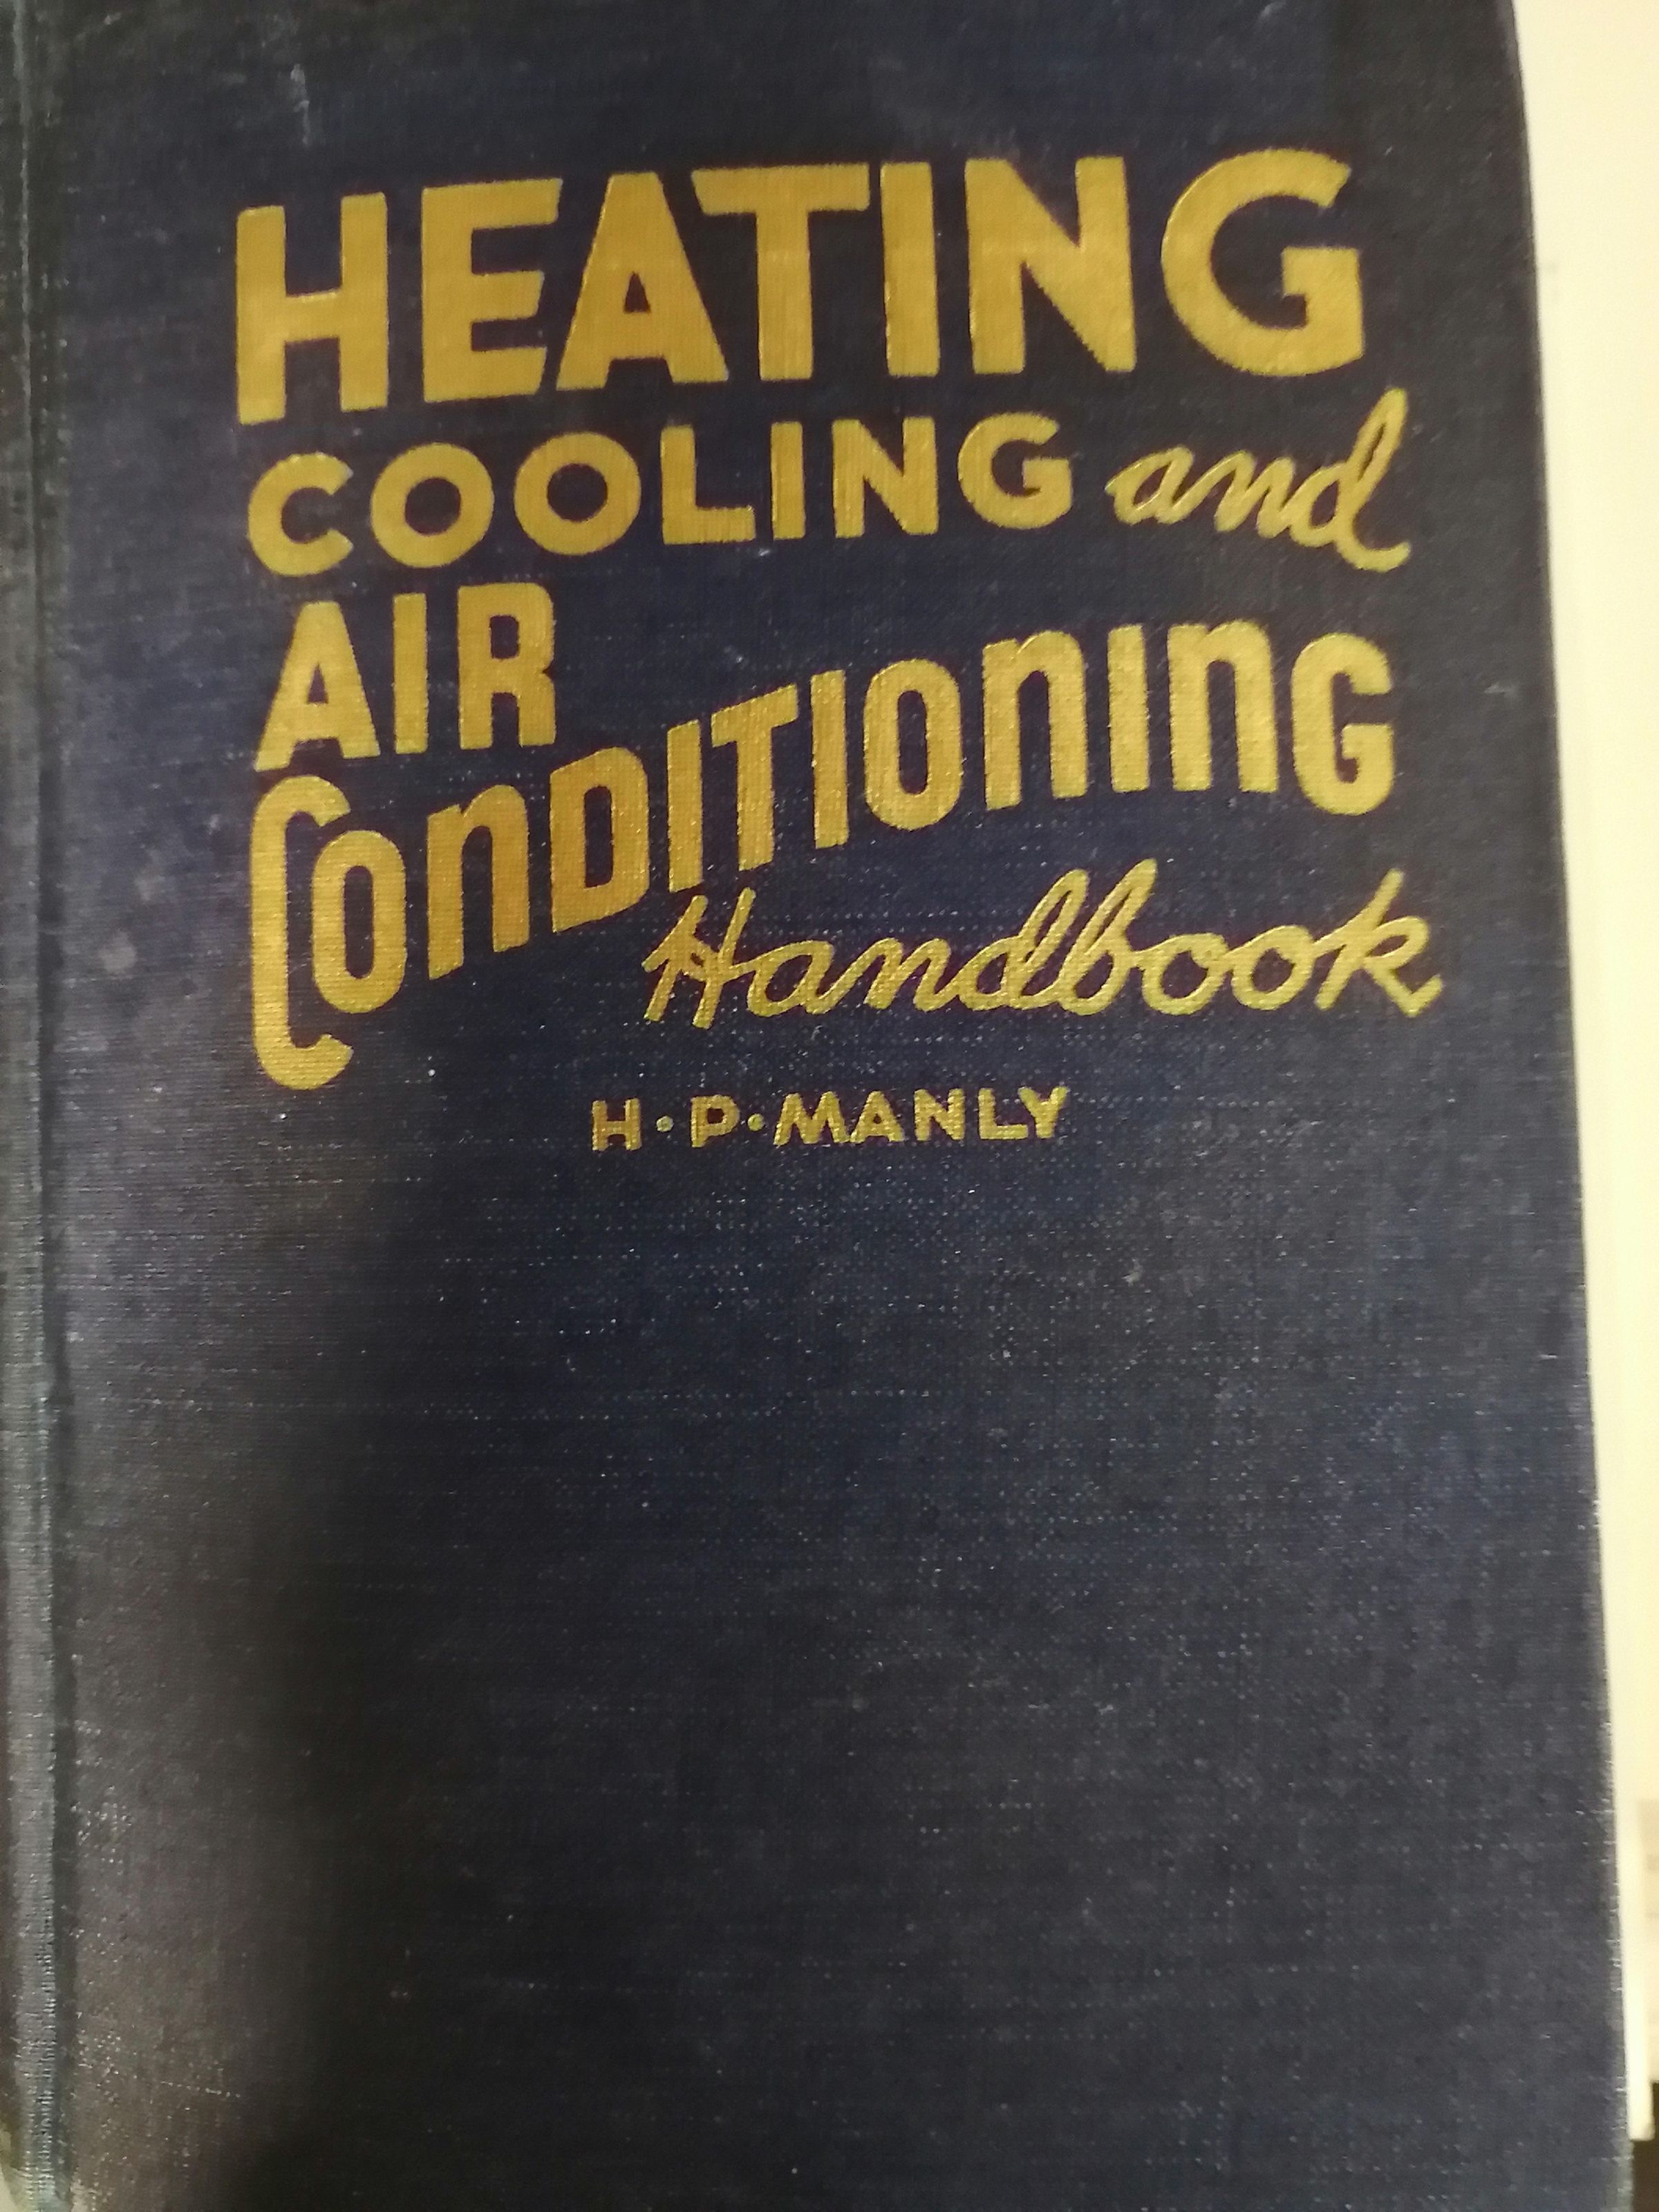 HEATING
COOLING and
AIR
CONDITIONING
Handbook
H·P·MANLY